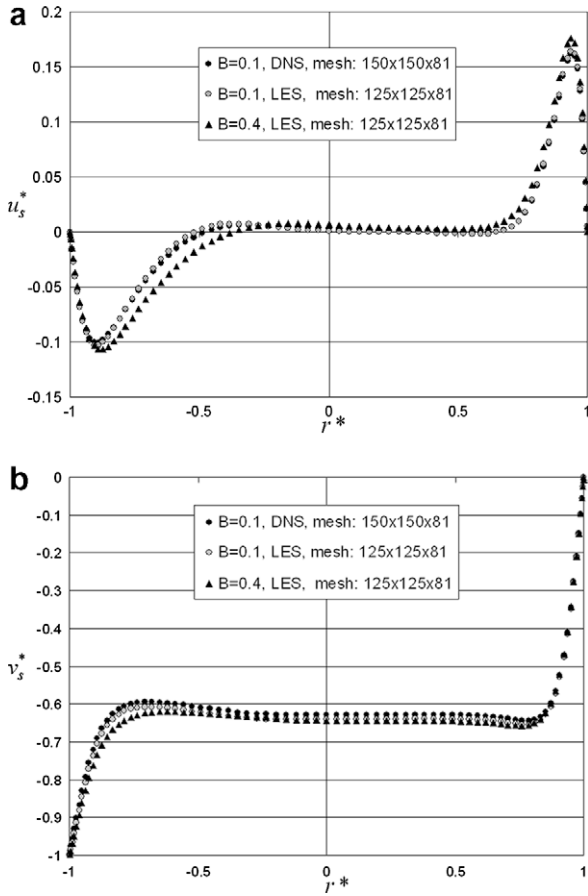 a
0.2
0.15
0.1
0.05
0
-0.05
-0.1
-0.15
u*s
B=0.1, DNS, mesh: 150x150x81
B=0.1, LES, mesh: 125x125x81
B=0.4, LES, mesh: 125x125x81
-1 -0.5 0 0.5 1
r*
b
0
-0.1
-0.2
-0.3
-0.4
-0.5
-0.6
-0.7
-0.8
-0.9
-1
v*s
B=0.1, DNS, mesh: 150x150x81
B=0.1, LES, mesh: 125x125x81
B=0.4, LES, mesh: 125x125x81
-1 -0.5 0 0.5 1
r*